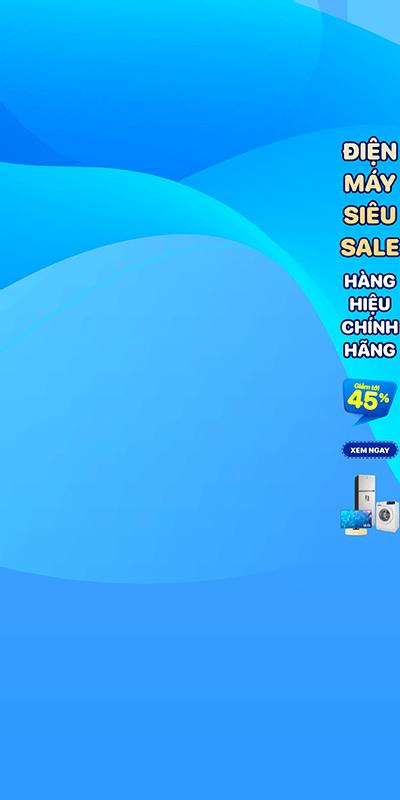 ĐIỆN
MÁY
SIÊU
SALE
HÀNG
HIỆU
CHÍNH
HÃNG
Giảm tới
45%
XEM NGAY